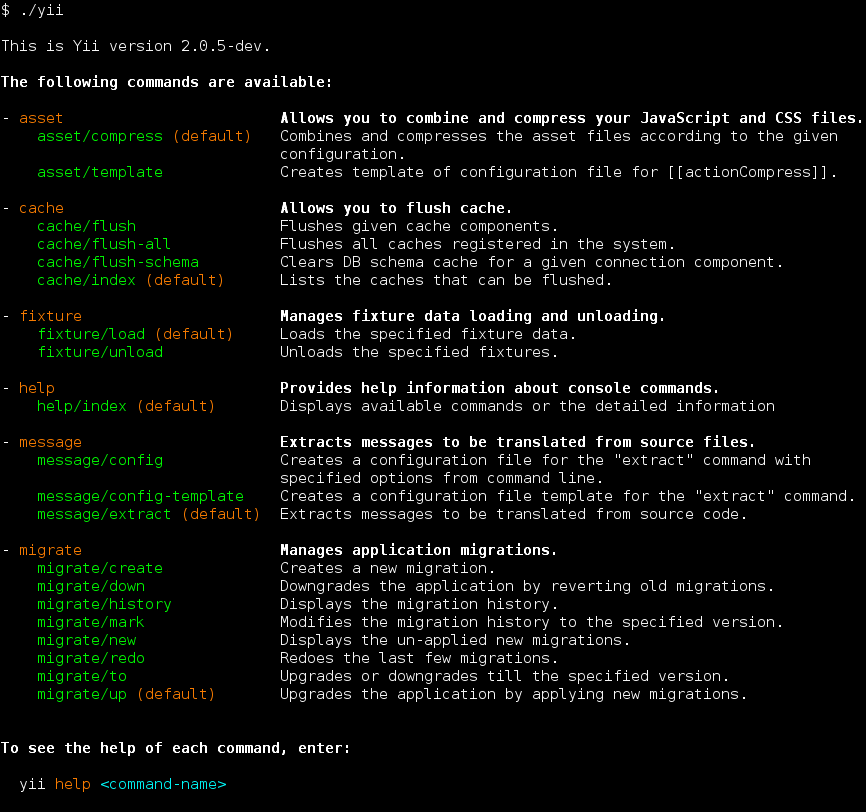 $ ./yii
This is Yii version 2.0.5-dev.
The following commands are available:
- asset Allows you to combine and compress your JavaScript and CSS files.
asset/compress (default) Combines and compresses the asset files according to the given
configuration.
asset/template Creates template of configuration file for [[actionCompress]].
- cache Allows you to flush cache.
cache/flush Flushes given cache components.
cache/flush-all Flushes all caches registered in the system.
cache/flush-schema Clears DB schema cache for a given connection component.
cache/index (default) Lists the caches that can be flushed.
- fixture Manages fixture data loading and unloading.
fixture/load (default) Loads the specified fixture data.
fixture/unload Unloads the specified fixtures.
- help Provides help information about console commands.
help/index (default) Displays available commands or the detailed information
- message Extracts messages to be translated from source files.
message/config Creates a configuration file for the "extract" command with
specified options from command line.
message/config-template Creates a configuration file template for the "extract" command.
message/extract (default) Extracts messages to be translated from source code.
- migrate Manages application migrations.
migrate/create Creates a new migration.
migrate/down Downgrades the application by reverting old migrations.
migrate/history Displays the migration history.
migrate/mark Modifies the migration history to the specified version.
migrate/new Displays the un-applied new migrations.
migrate/redo Redoes the last few migrations.
migrate/to Upgrades or downgrades till the specified version.
migrate/up (default) Upgrades the application by applying new migrations.
To see the help of each command, enter:
yii help <command-name>